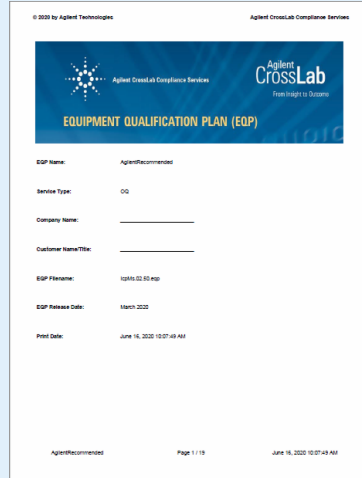 © 2020 by Agilent Technologies Agilent CrossLab Compliance Services
Agilent CrossLab Compliance Services
Agilent
CrossLab
From Insight to Outcome
EQUIPMENT QUALIFICATION PLAN (EQP)
EQP Name: AgilentRecommended
Service Type: OQ
Company Name:
Customer Name/Title:
EQP Filename: IcpMs.02.50.eqp
EQP Release Date: March 2020
Print Date: June 16, 2020 10:07:49 AM
AgilentRecommended Page 1 / 19 June 16, 2020 10:07:49 AM